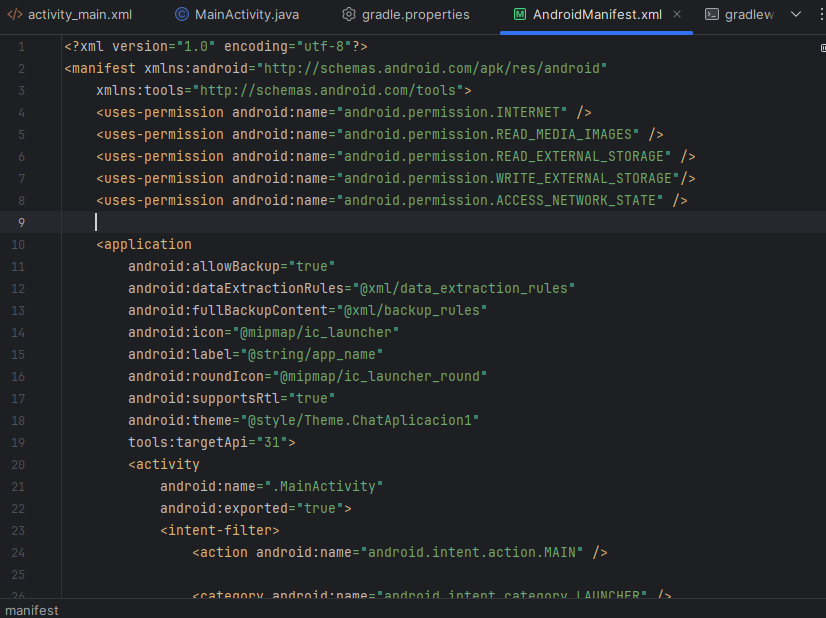 activity_main.xml MainActivity.java gradle.properties AndroidManifest.xml gradlew
1 <?xml version="1.0" encoding="utf-8"?>
2 <manifest xmlns:android="http://schemas.android.com/apk/res/android"
3 xmlns:tools="http://schemas.android.com/tools">
4 <uses-permission android:name="android.permission.INTERNET" />
5 <uses-permission android:name="android.permission.READ_MEDIA_IMAGES" />
6 <uses-permission android:name="android.permission.READ_EXTERNAL_STORAGE" />
7 <uses-permission android:name="android.permission.WRITE_EXTERNAL_STORAGE"/>
8 <uses-permission android:name="android.permission.ACCESS_NETWORK_STATE" />
9
10 <application
11 android:allowBackup="true"
12 android:dataExtractionRules="@xml/data_extraction_rules"
13 android:fullBackupContent="@xml/backup_rules"
14 android:icon="@mipmap/ic_launcher"
15 android:label="@string/app_name"
16 android:roundIcon="@mipmap/ic_launcher_round"
17 android:supportsRtl="true"
18 android:theme="@style/Theme.ChatAplicacion1"
19 tools:targetApi="31">
20 <activity
21 android:name=".MainActivity"
22 android:exported="true">
23 <intent-filter>
24 <action android:name="android.intent.action.MAIN" />
25
26 <category android:name="android.intent.category.LAUNCHER" />
manifest